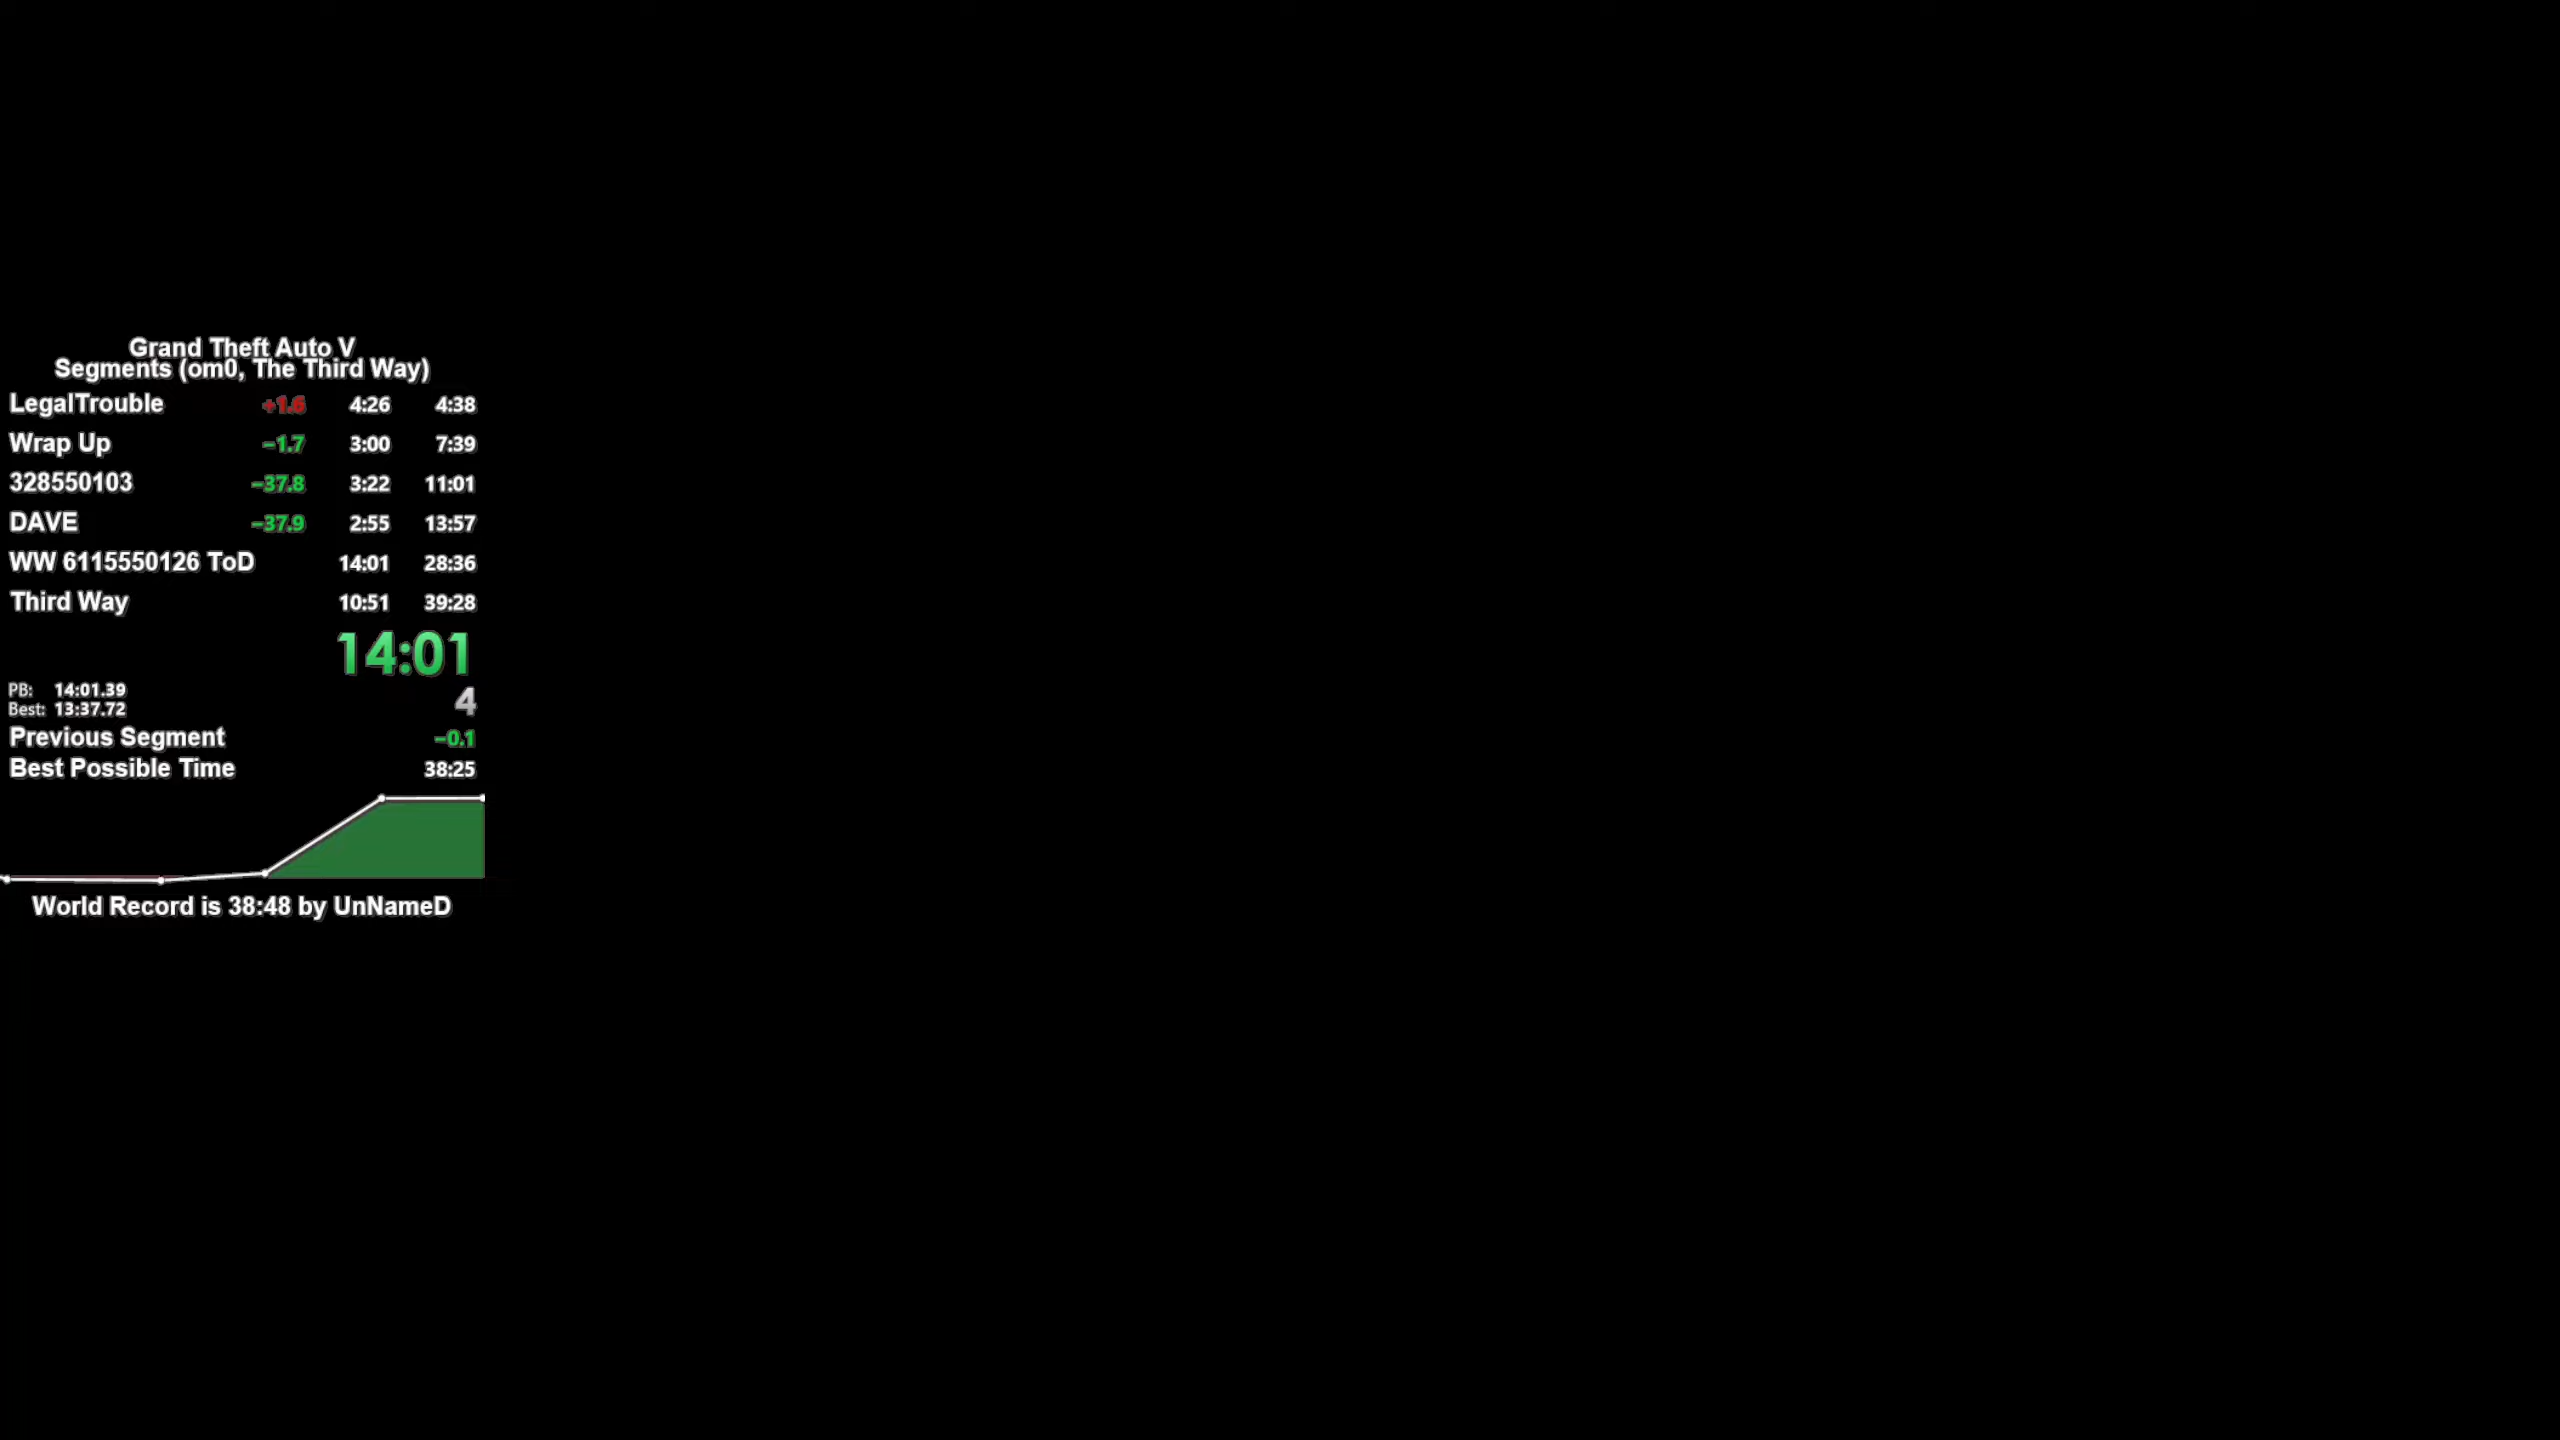 Grand Theft Auto V
Segments (om0, The Third Way)
LegalTrouble +1.6 4:26 4:38
Wrap Up −1.7 3:00 7:39
328550103 −37.8 3:22 11:01
DAVE −37.9 2:55 13:57
WW 6115550126 ToD 14:01 28:36
Third Way 10:51 39:28
14:01
PB: 14:01.39
4
Best: 13:37.72
Previous Segment −0.1
Best Possible Time 38:25
World Record is 38:48 by UnNameD